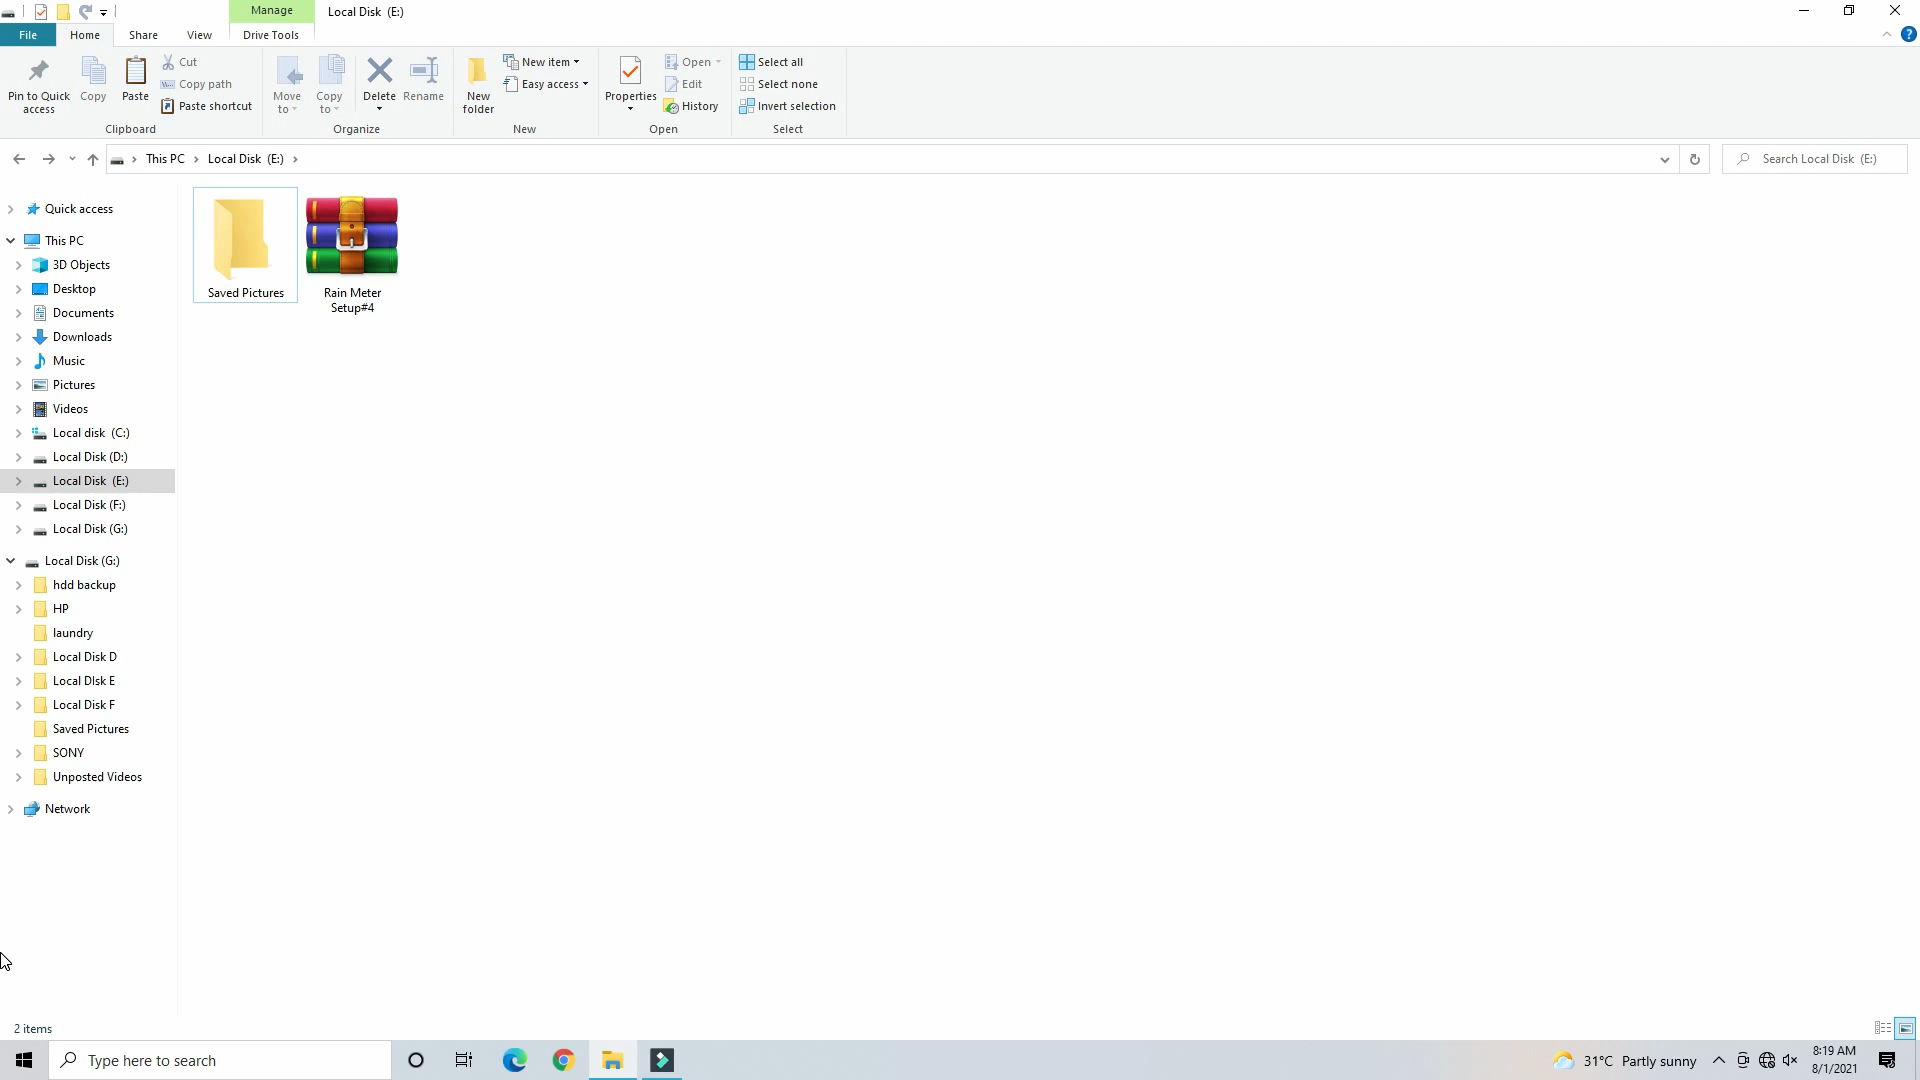 Manage
Local Disk  (E:)
File
Home
Share
View
Drive Tools
Pin to Quick access
Copy
Paste
Cut
Copy path
Paste shortcut
Clipboard
Move to
Copy to
Delete
Rename
Organize
New folder
New item
Easy access
New
Properties
Open
Edit
History
Open
Select all
Select none
Invert selection
Select
This PC
Local Disk  (E:)
Search Local Disk  (E:)
Quick access
This PC
3D Objects
Desktop
Documents
Downloads
Music
Pictures
Videos
Local disk  (C:)
Local Disk (D:)
Local Disk  (E:)
Local Disk (F:)
Local Disk (G:)
Local Disk (G:)
hdd backup
HP
laundry
Local Disk D
Local DIsk E
Local Disk F
Saved Pictures
SONY
Unposted Videos
Network
Saved Pictures
Rain Meter
Setup#4
2 items
Type here to search
31°C  Partly sunny
8:19 AM
8/1/2021